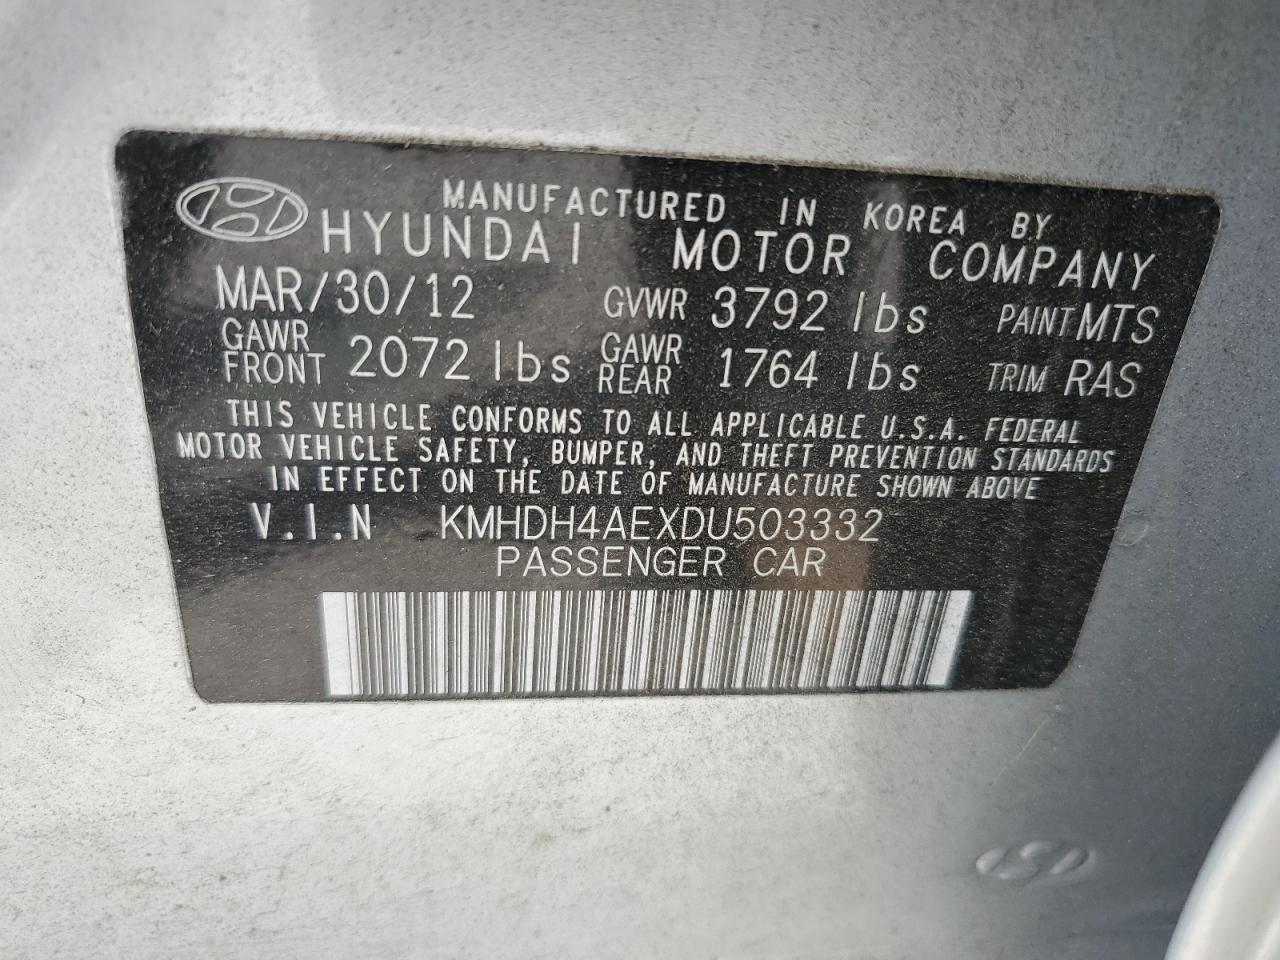 MANUFACTURED IN KOREA BY
HYUNDAI MOTOR COMPANY
MAR/30/12 GVWR 3792 lbs PAINT MTS
GAWR FRONT 2072 lbs GAWR REAR 1764 lbs TRIM RAS
THIS VEHICLE CONFORMS TO ALL APPLICABLE U.S.A. FEDERAL
MOTOR VEHICLE SAFETY, BUMPER, AND THEFT PREVENTION STANDARDS
IN EFFECT ON THE DATE OF MANUFACTURE SHOWN ABOVE
V.I.N KMHDH4AEXDU503332
PASSENGER CAR